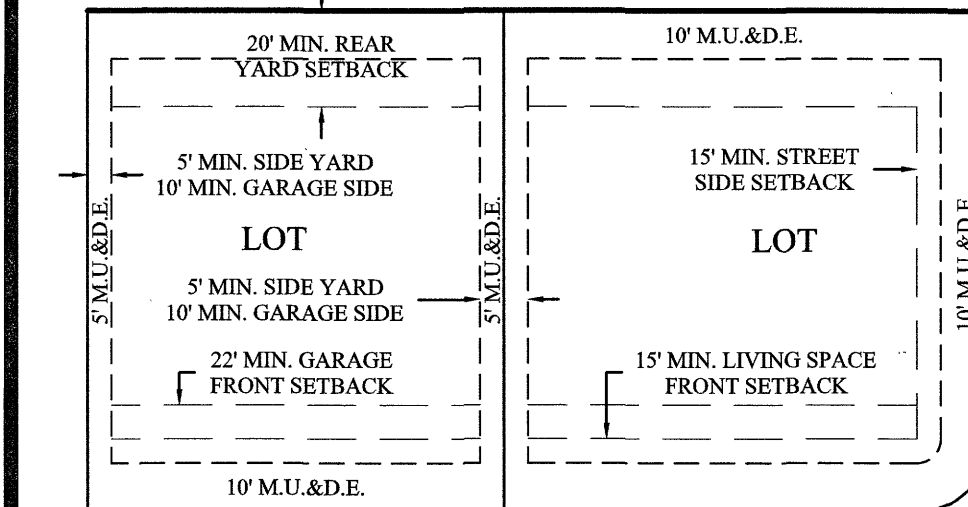 20' MIN. REAR
YARD SETBACK
10' M.U.&D.E.
5' MIN. SIDE YARD
10' MIN. GARAGE SIDE
15' MIN. STREET
SIDE SETBACK
5' M.U.&D.E.
LOT
5' M.U.&D.E.
LOT
10' M.U.&D.E.
5' MIN. SIDE YARD
10' MIN. GARAGE SIDE
22' MIN. GARAGE
FRONT SETBACK
15' MIN. LIVING SPACE
FRONT SETBACK
10' M.U.&D.E.